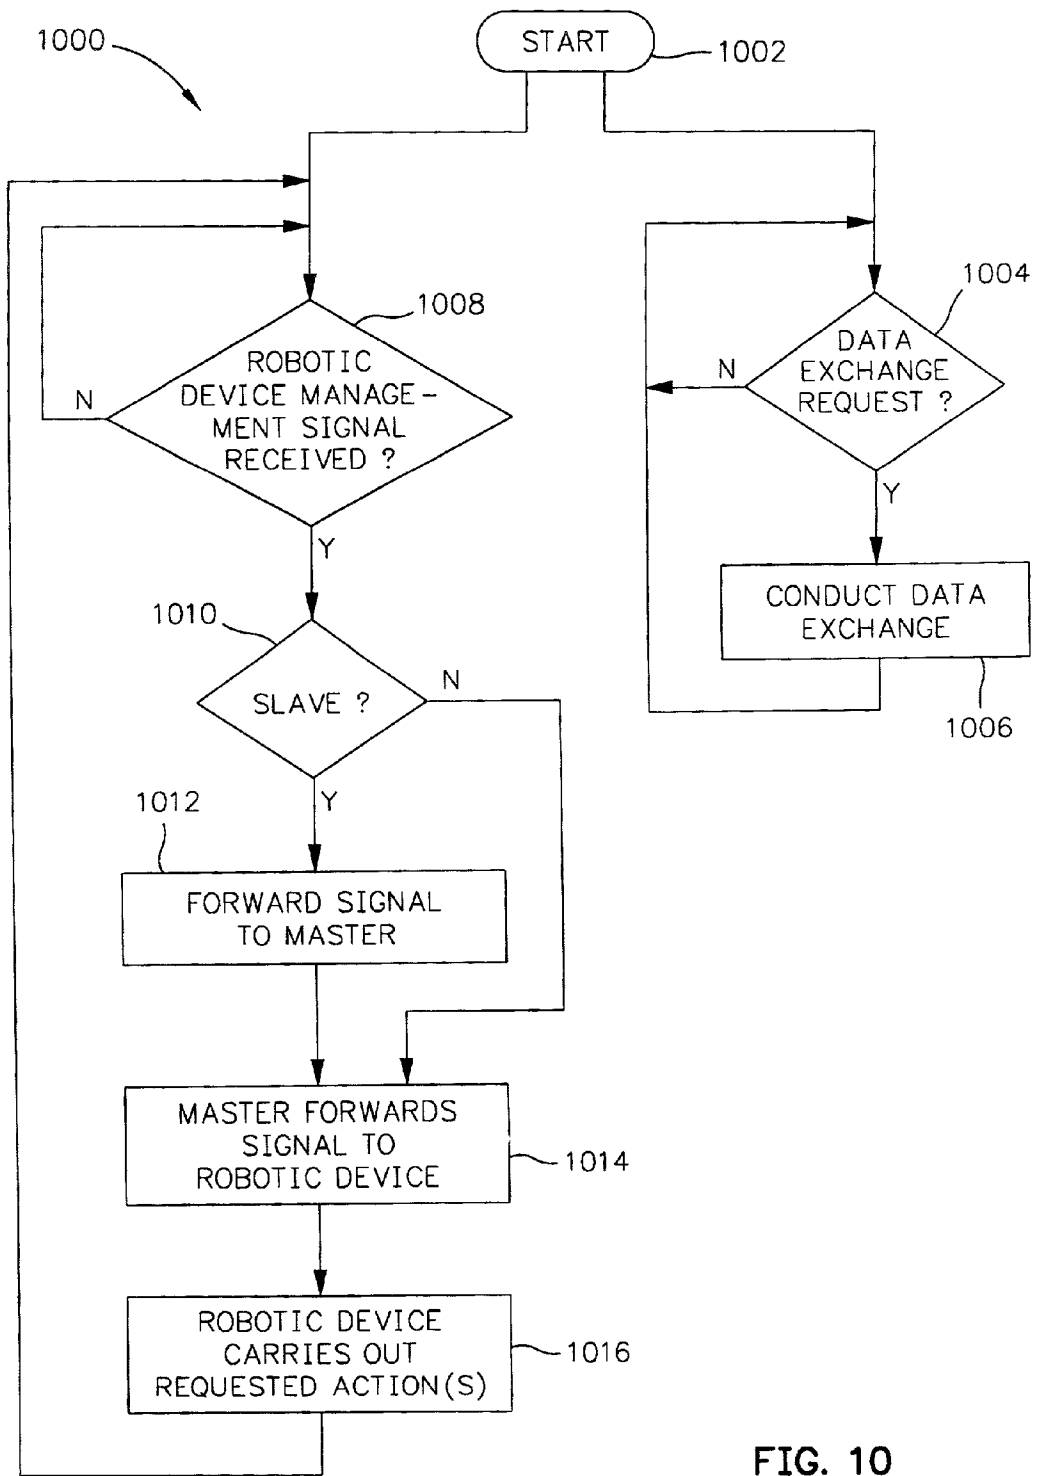 1000
START
1002
1004
DATA
EXCHANGE
REQUEST ?
N
Y
CONDUCT DATA
EXCHANGE
1006
1008
ROBOTIC
DEVICE MANAGE-
MENT SIGNAL
RECEIVED ?
N
Y
1010
SLAVE ?
N
Y
1012
FORWARD SIGNAL
TO MASTER
MASTER FORWARDS
SIGNAL TO
ROBOTIC DEVICE
1014
ROBOTIC DEVICE
CARRIES OUT
REQUESTED ACTION(S)
1016
FIG. 10